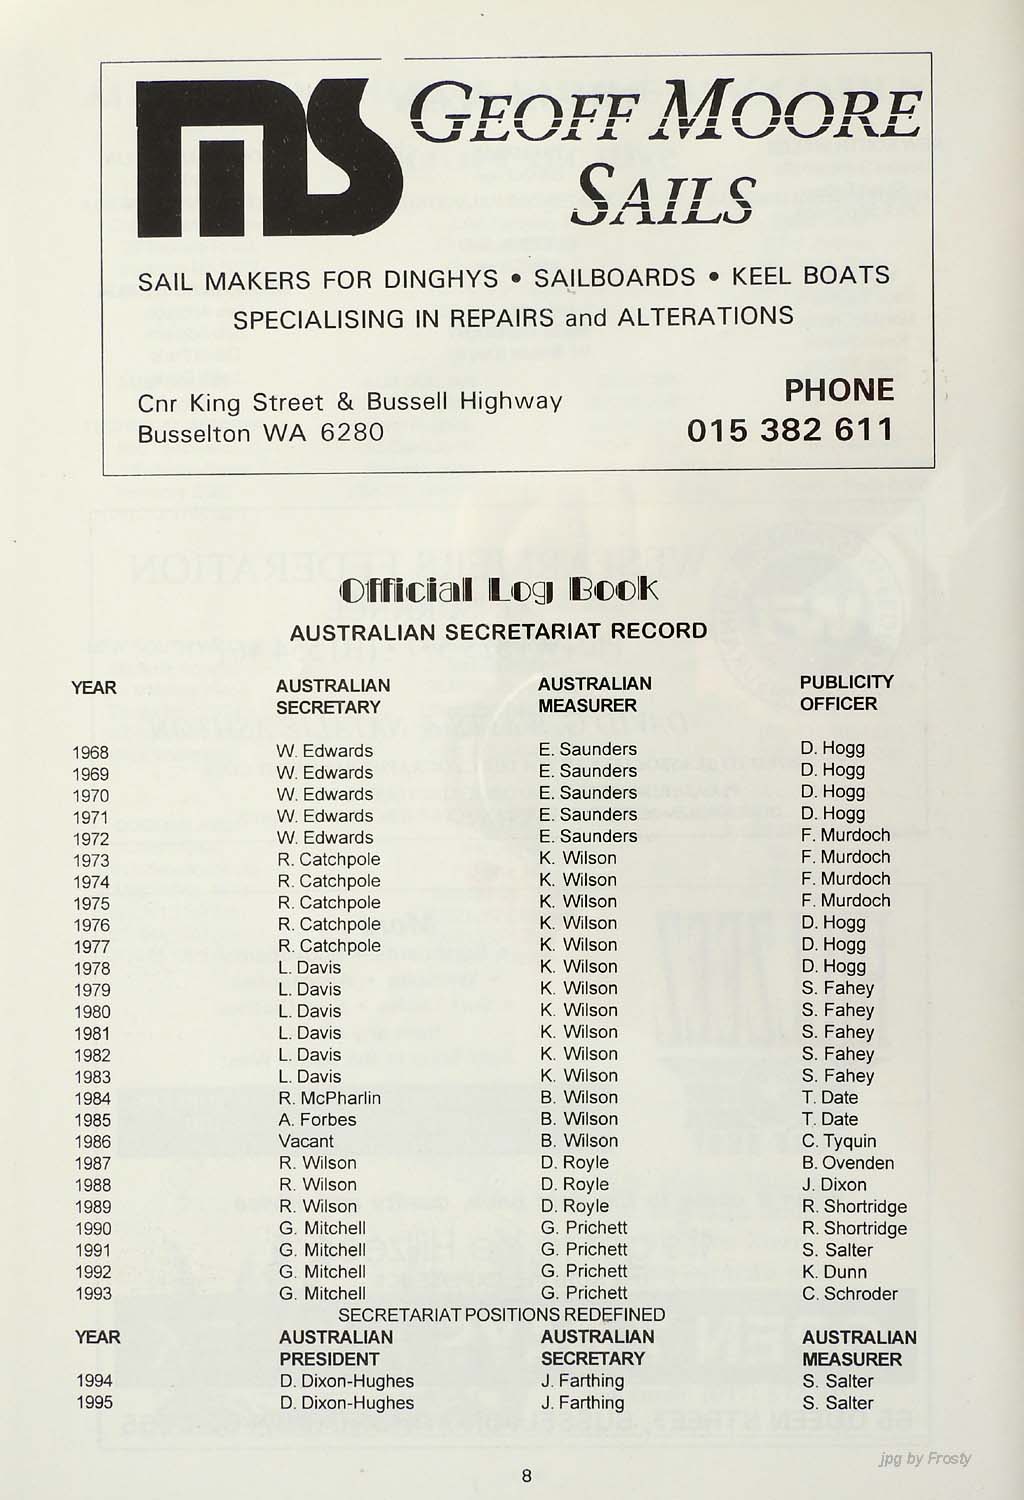 MS GEOFF MOORE
SAILS
SAIL MAKERS FOR DINGHYS • SAILBOARDS • KEEL BOATS
SPECIALISING IN REPAIRS and ALTERATIONS
Cnr King Street & Bussell Highway
Busselton WA 6280
PHONE
015 382 611
Official Log Book
AUSTRALIAN SECRETARIAT RECORD
YEAR AUSTRALIAN SECRETARY AUSTRALIAN MEASURER PUBLICITY OFFICER
1968 W. Edwards E. Saunders D. Hogg
1969 W. Edwards E. Saunders D. Hogg
1970 W. Edwards E. Saunders D. Hogg
1971 W. Edwards E. Saunders D. Hogg
1972 W. Edwards E. Saunders F. Murdoch
1973 R. Catchpole K. Wilson F. Murdoch
1974 R. Catchpole K. Wilson F. Murdoch
1975 R. Catchpole K. Wilson F. Murdoch
1976 R. Catchpole K. Wilson D. Hogg
1977 R. Catchpole K. Wilson D. Hogg
1978 L. Davis K. Wilson D. Hogg
1979 L. Davis K. Wilson S. Fahey
1980 L. Davis K. Wilson S. Fahey
1981 L. Davis K. Wilson S. Fahey
1982 L. Davis K. Wilson S. Fahey
1983 L. Davis K. Wilson S. Fahey
1984 R. McPharlin B. Wilson T. Date
1985 A. Forbes B. Wilson T. Date
1986 Vacant B. Wilson C. Tyquin
1987 R. Wilson D. Royle B. Ovenden
1988 R. Wilson D. Royle J. Dixon
1989 R. Wilson D. Royle R. Shortridge
1990 G. Mitchell G. Prichett R. Shortridge
1991 G. Mitchell G. Prichett S. Salter
1992 G. Mitchell G. Prichett K. Dunn
1993 G. Mitchell G. Prichett C. Schroder
SECRETARIAT POSITIONS REDEFINED
YEAR AUSTRALIAN PRESIDENT AUSTRALIAN SECRETARY AUSTRALIAN MEASURER
1994 D. Dixon-Hughes J. Farthing S. Salter
1995 D. Dixon-Hughes J. Farthing S. Salter
jpg by Frosty
8